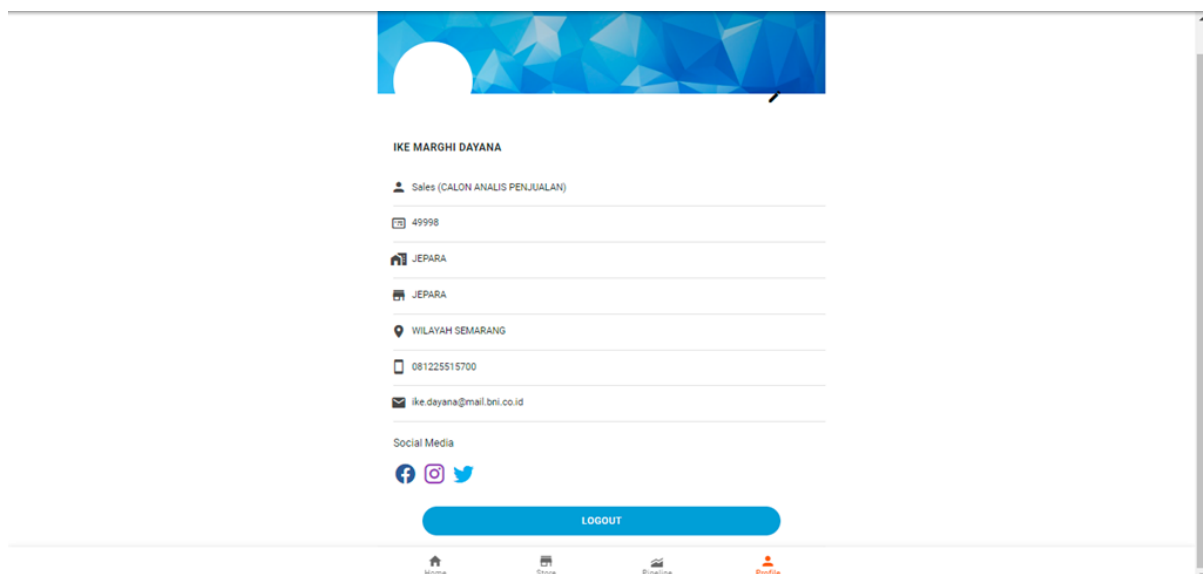 IKE MARGHI DAYANA
Sales (CALON ANALIS PENJUALAN)
49998
JEPARA
JEPARA
WILAYAH SEMARANG
081225515700
ike.dayana@mail.bni.co.id
Social Media
LOGOUT
Home
Store
Pipeline
Profile